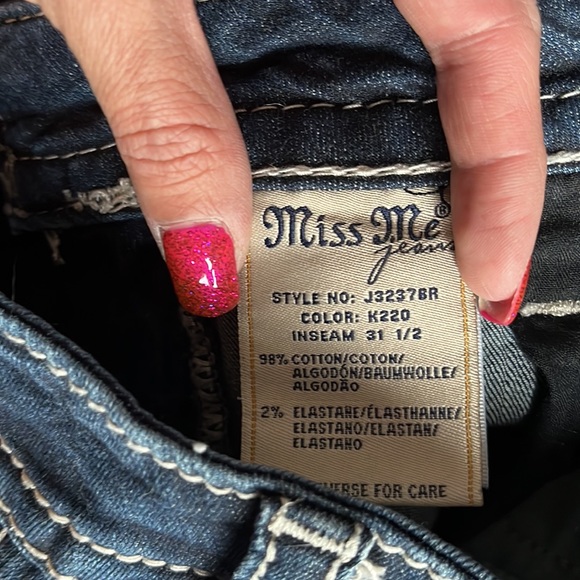 Miss Me®
jeans
STYLE NO: J3237BR
COLOR: K220
INSEAM 31 1/2
98% COTTON/COTON/
ALGODÓN/BAUMWOLLE/
ALGODÃO
2% ELASTANE/ÉLASTHANNE/
ELASTANO/ELASTAN/
ELASTANO
VERSE FOR CARE